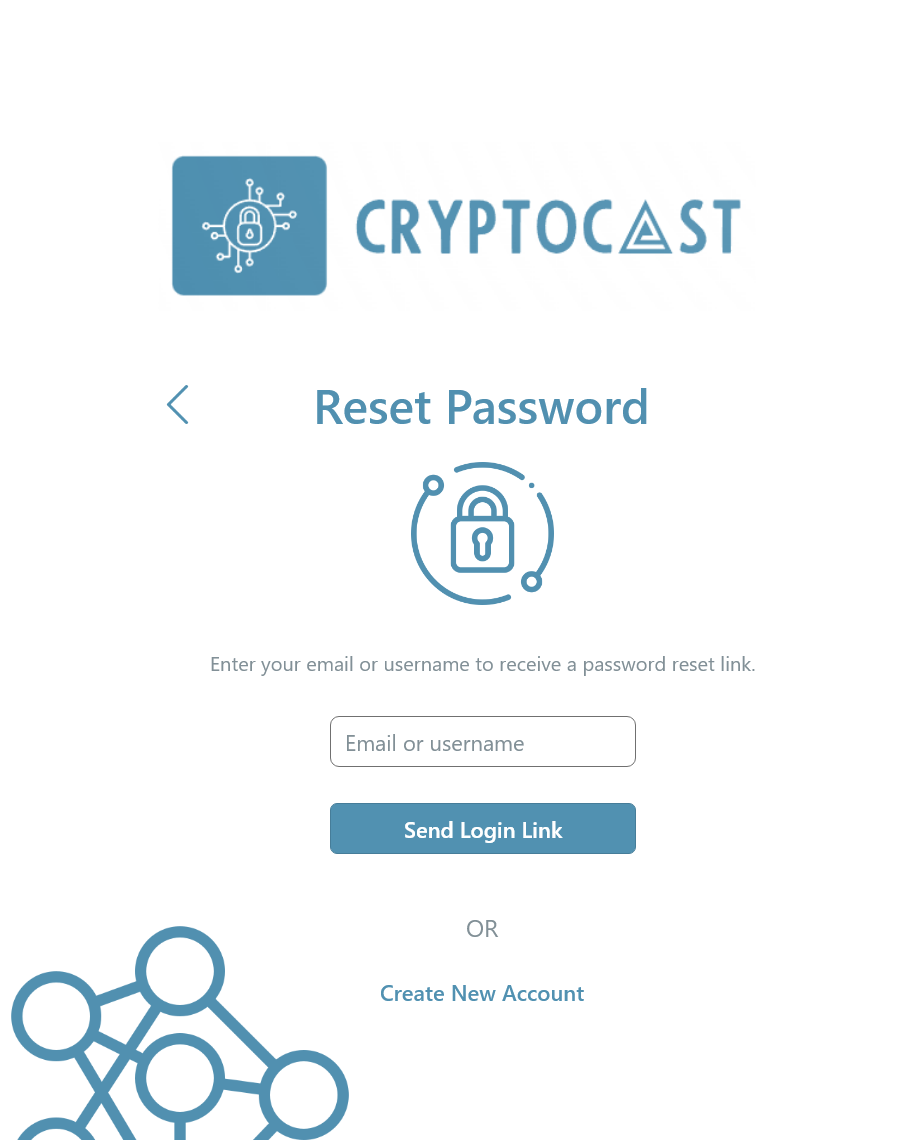 CRYPTOCAST
Reset Password
Enter your email or username to receive a password reset link.
Email or username
Send Login Link
OR
Create New Account